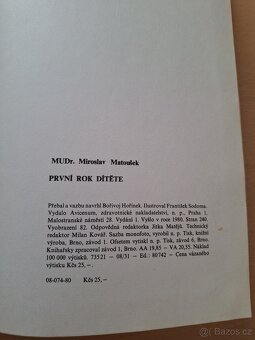 MUDr. Miroslav Matoušek
PRVNÍ ROK DÍTĚTE
Přebal a vazbu navrhl Bořivoj Hořínek. Ilustroval František Sodoma.
Vydalo Avicenum, zdravotnické nakladatelství, n. p., Praha 1,
Malostranské náměstí 28. Vydání 1. Vyšlo v roce 1980. Stran 240.
Vyobrazení 82. Odpovědná redaktorka Jitka Matějů. Technický
redaktor Milan Kovář. Sazba monofoto, vyrobil n. p. Tisk, knižní
výroba, Brno, závod 1. Ofsetem vytiskl n. p. Tisk, závod 6, Brno.
Knihařsky zpracoval závod 1, Brno. AA 19,85 — VA 20,35. Náklad
100 000 výtisků. 73521 — 08/31 — Ed.: 80742 — Cena vázaného
výtisku Kčs 25,—.
08-074-80 Kčs 25,—
Bazoš.cz